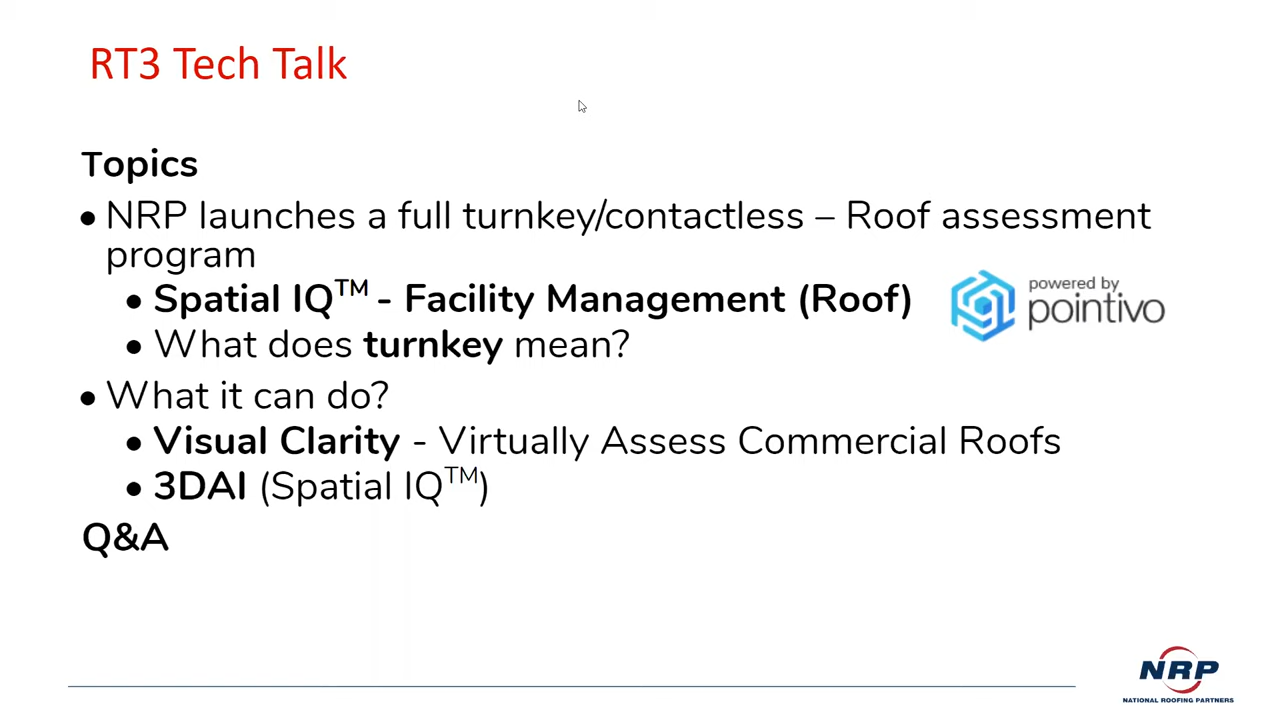 RT3 Tech Talk
Topics
• NRP launches a full turnkey/contactless – Roof assessment
program
• Spatial IQ™ - Facility Management (Roof)
powered by
pointivo
• What does turnkey mean?
• What it can do?
• Visual Clarity - Virtually Assess Commercial Roofs
• 3DAI (Spatial IQ™)
Q&A
NRP
NATIONAL ROOFING PARTNERS